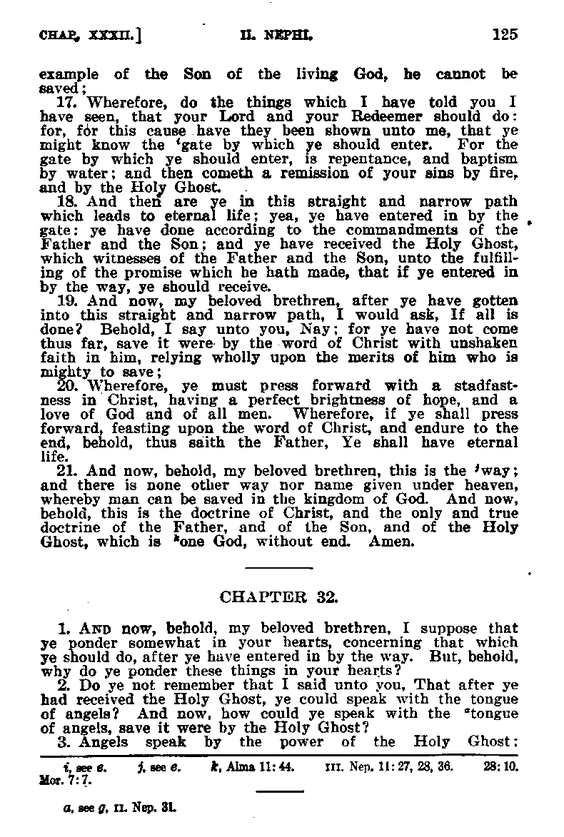 CHAP. XXXII.] II. NEPHI. 125
example of the Son of the living God, he cannot be
saved;
17. Wherefore, do the things which I have told you I
have seen, that your Lord and your Redeemer should do:
for, for this cause have they been shown unto me, that ye
might know the ᶦgate by which ye should enter. For the
gate by which ye should enter, is repentance, and baptism
by water; and then cometh a remission of your sins by fire,
and by the Holy Ghost.
18. And then are ye in this straight and narrow path
which leads to eternal life; yea, ye have entered in by the
gate: ye have done according to the commandments of the
Father and the Son; and ye have received the Holy Ghost,
which witnesses of the Father and the Son, unto the fulfill-
ing of the promise which he hath made, that if ye entered in
by the way, ye should receive.
19. And now, my beloved brethren, after ye have gotten
into this straight and narrow path, I would ask, If all is
done? Behold, I say unto you, Nay; for ye have not come
thus far, save it were by the word of Christ with unshaken
faith in him, relying wholly upon the merits of him who is
mighty to save;
20. Wherefore, ye must press forward with a stadfast-
ness in Christ, having a perfect brightness of hope, and a
love of God and of all men. Wherefore, if ye shall press
forward, feasting upon the word of Christ, and endure to the
end, behold, thus saith the Father, Ye shall have eternal
life.
21. And now, behold, my beloved brethren, this is the ʲway;
and there is none other way nor name given under heaven,
whereby man can be saved in the kingdom of God. And now,
behold, this is the doctrine of Christ, and the only and true
doctrine of the Father, and of the Son, and of the Holy
Ghost, which is ᵏone God, without end. Amen.
CHAPTER 32.
1. AND now, behold, my beloved brethren, I suppose that
ye ponder somewhat in your hearts, concerning that which
ye should do, after ye have entered in by the way. But, behold,
why do ye ponder these things in your hearts?
2. Do ye not remember that I said unto you, That after ye
had received the Holy Ghost, ye could speak with the tongue
of angels? And now, how could ye speak with the ᵃtongue
of angels, save it were by the Holy Ghost?
3. Angels speak by the power of the Holy Ghost:
i, see e. j, see e. k, Alma 11: 44. III. Nep. 11: 27, 28, 36. 28: 10.
Mor. 7: 7.
a, see g, II. Nep. 31.